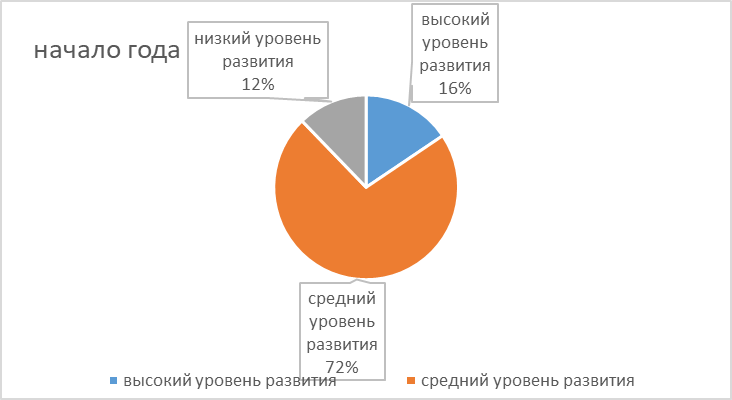 начало года
низкий уровень
развития
12%
высокий
уровень
развития
16%
средний
уровень
развития
72%
высокий уровень развития
средний уровень развития